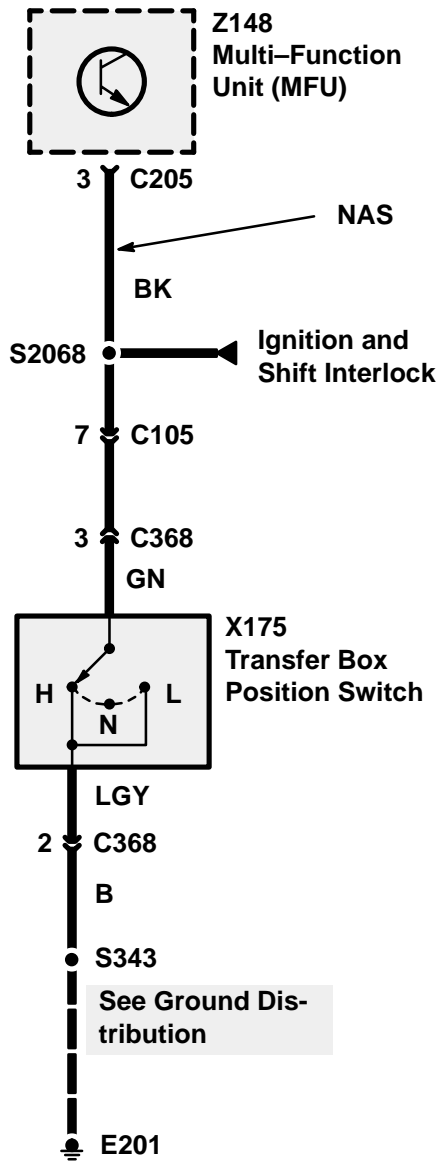 Z148
Multi–Function
Unit (MFU)
3 C205
NAS
BK
S2068
Ignition and
Shift Interlock
7 C105
3 C368
GN
X175
Transfer Box
Position Switch
H L
N
LGY
2 C368
B
S343
See Ground Dis-
tribution
E201